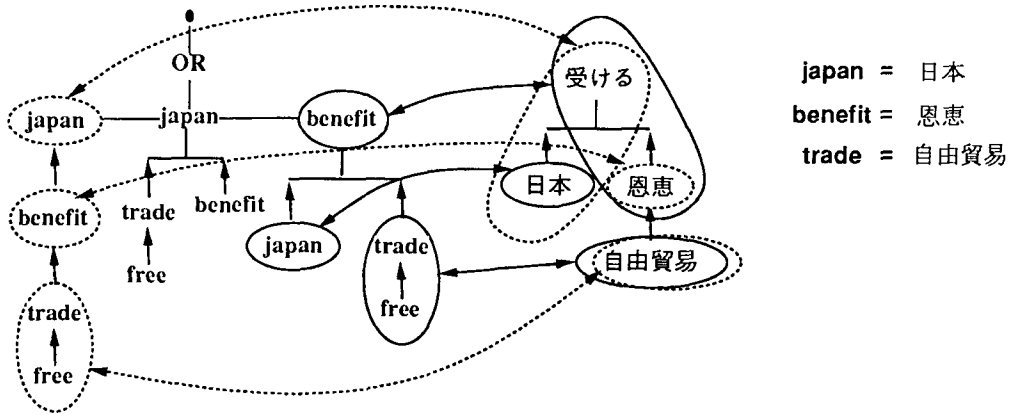 OR
japan
japan
benefit
benefit
trade
free
trade
free
benefit
japan
trade
free
受ける
日本
恩恵
自由貿易
japan = 日本
benefit = 恩恵
trade = 自由貿易